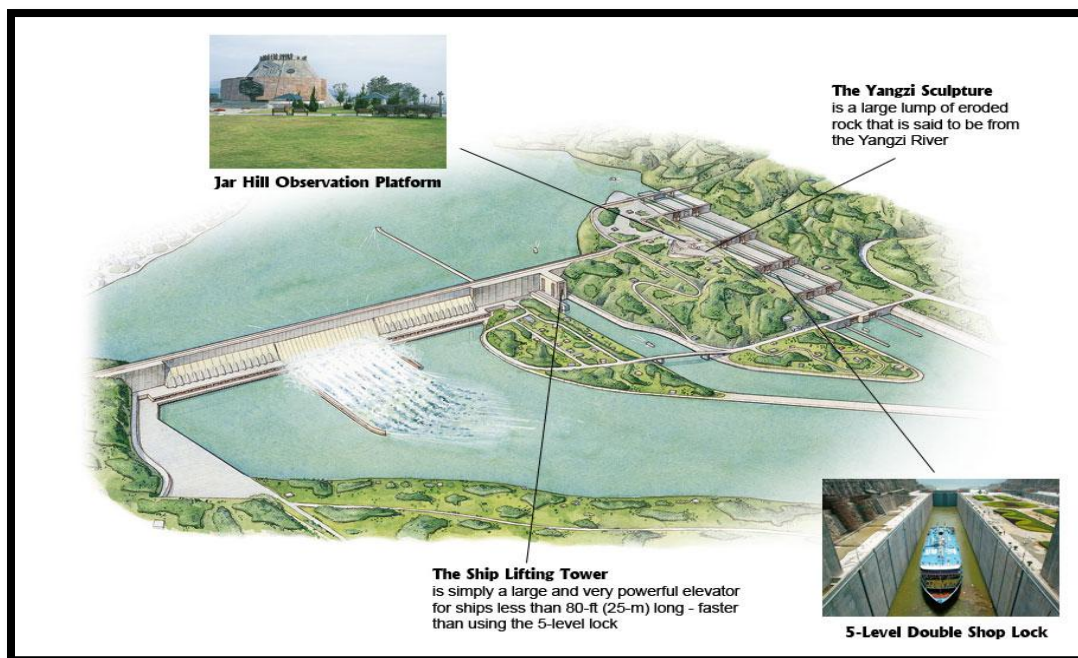 Jar Hill Observation Platform
The Yangzi Sculpture
is a large lump of eroded
rock that is said to be from
the Yangzi River
The Ship Lifting Tower
is simply a large and very powerful elevator
for ships less than 80-ft (25-m) long - faster
than using the 5-level lock
5-Level Double Shop Lock